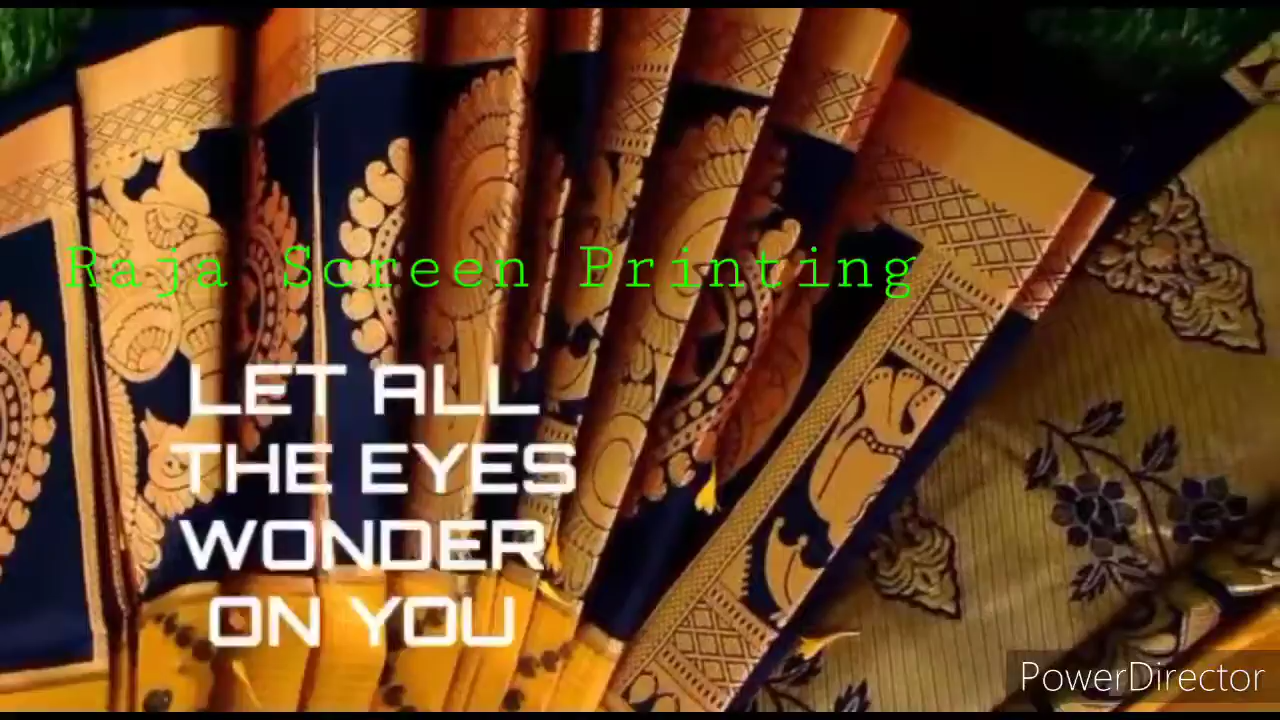 Raja Screen Printing
LET ALL
THE EYES
WONDER
ON YOU
PowerDirector